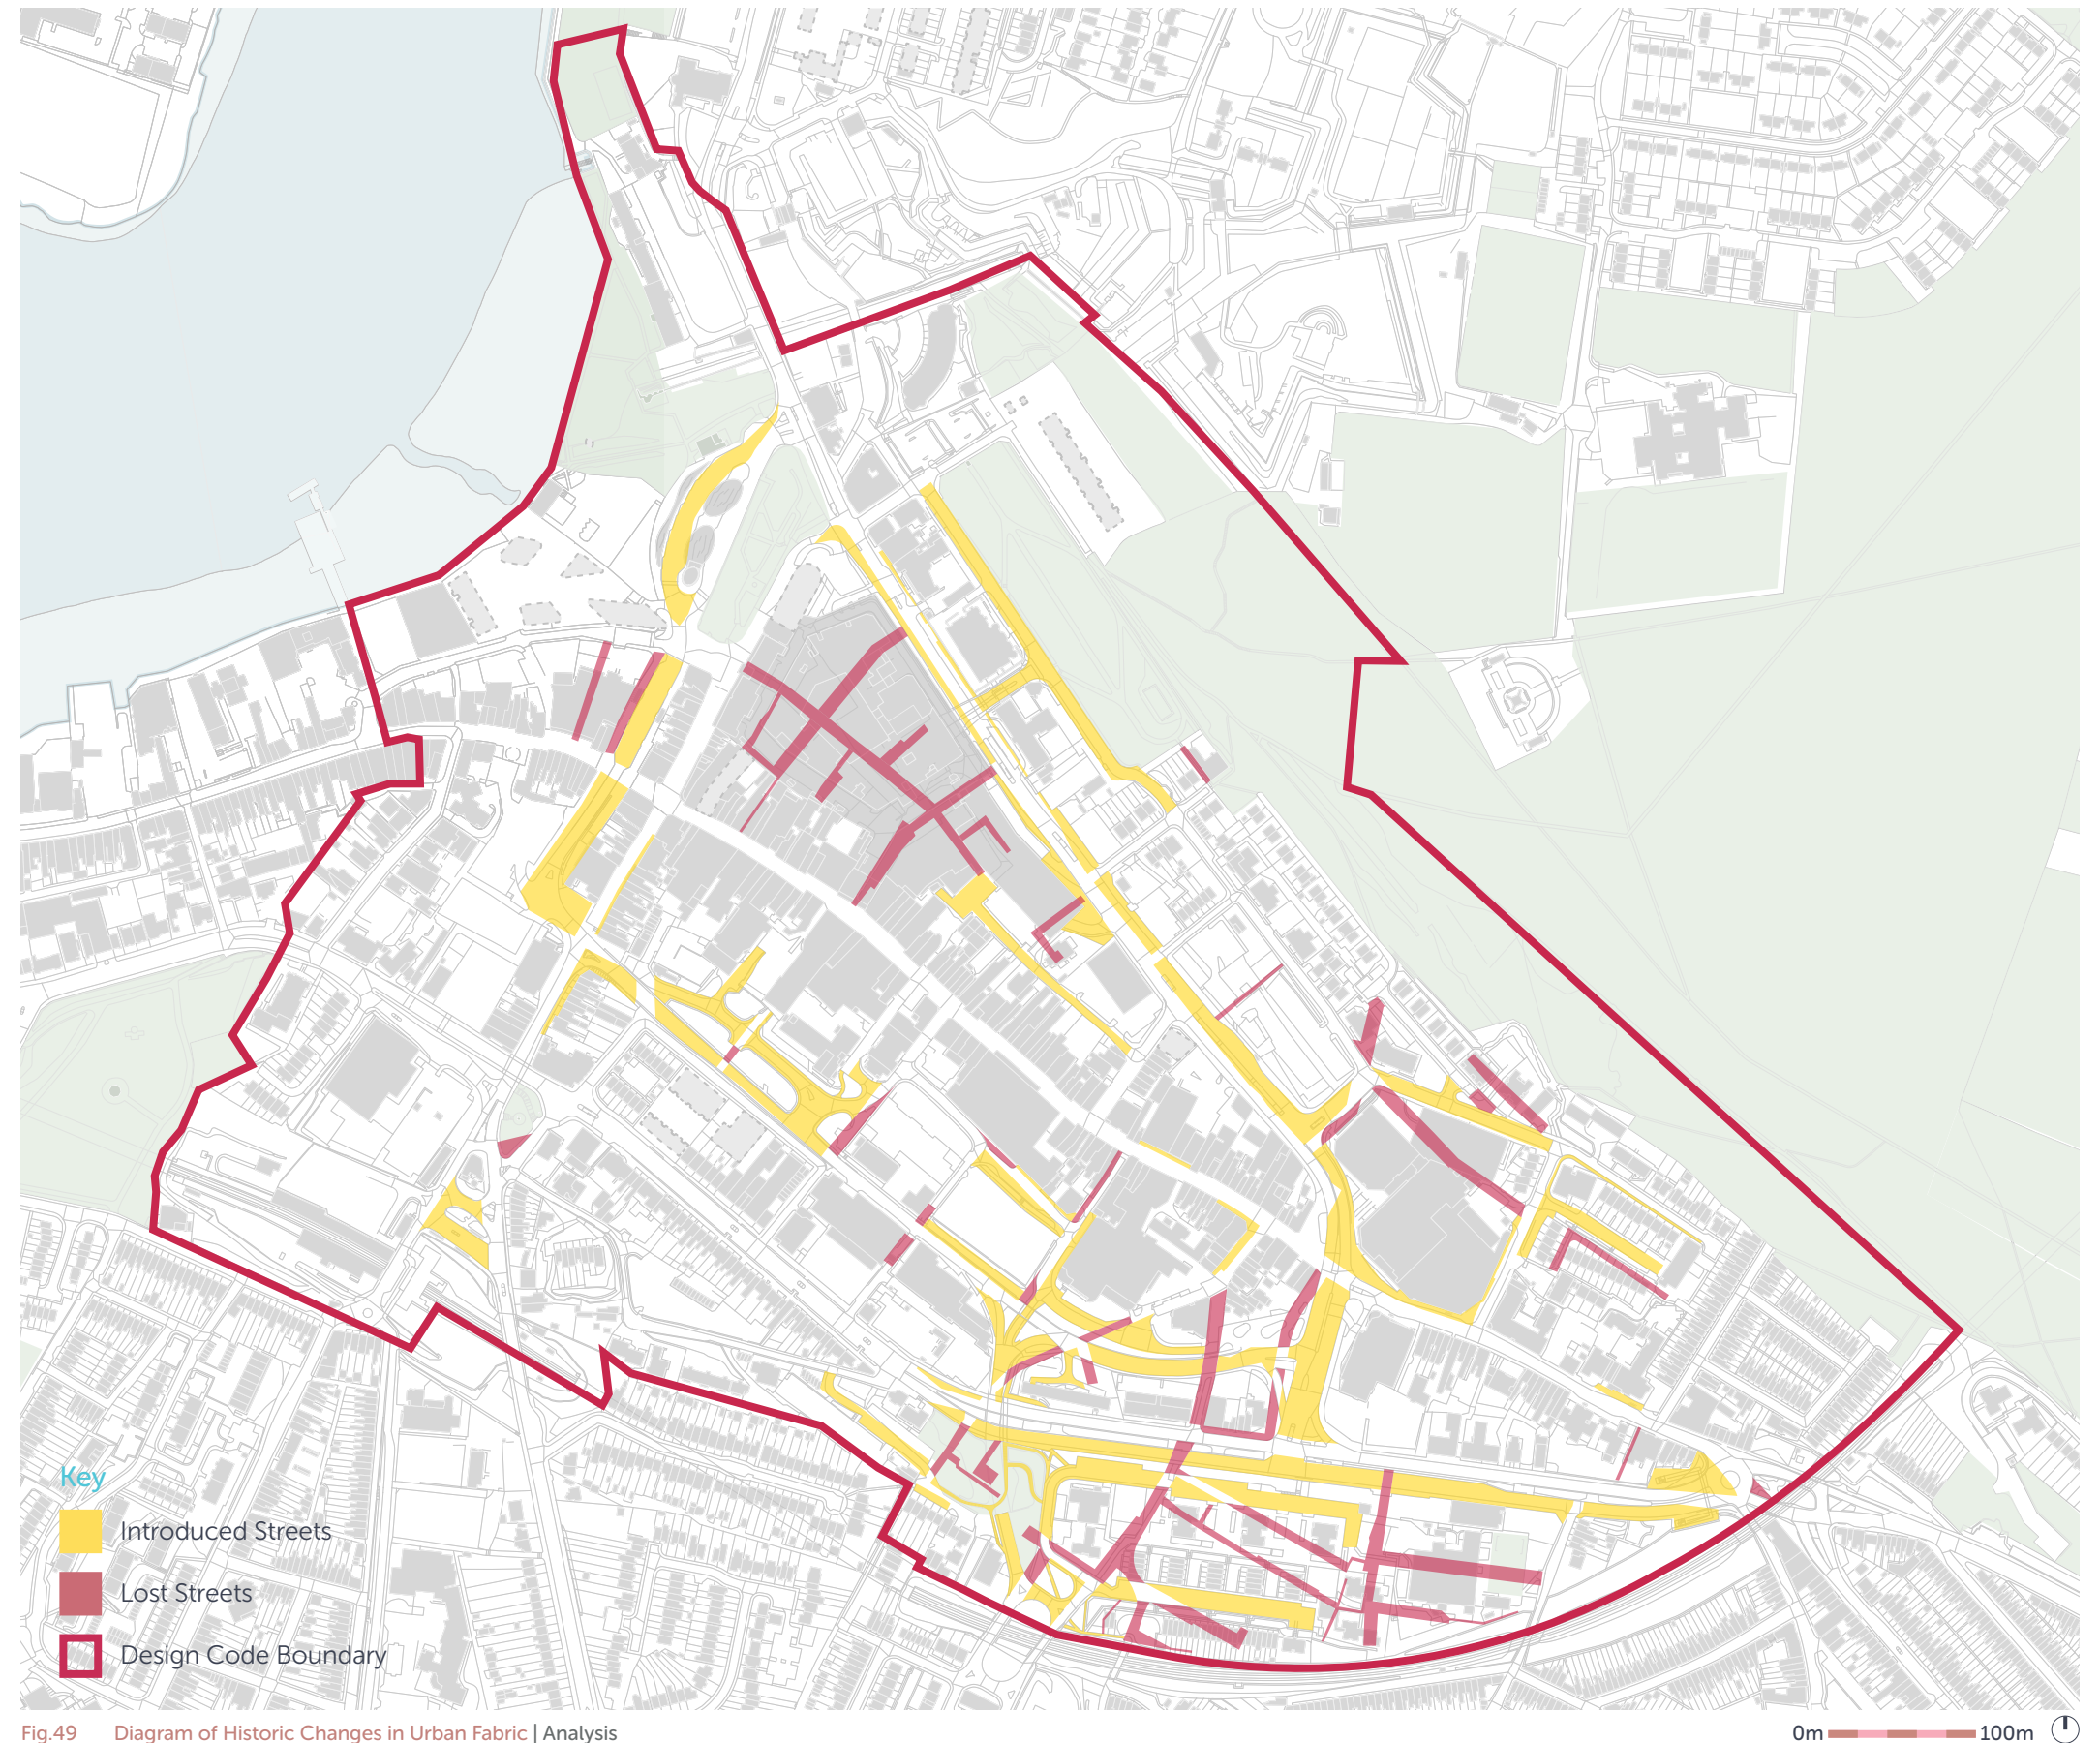 Key
Introduced Streets
Lost Streets
Design Code Boundary
Fig.49 Diagram of Historic Changes in Urban Fabric | Analysis
0m 100m